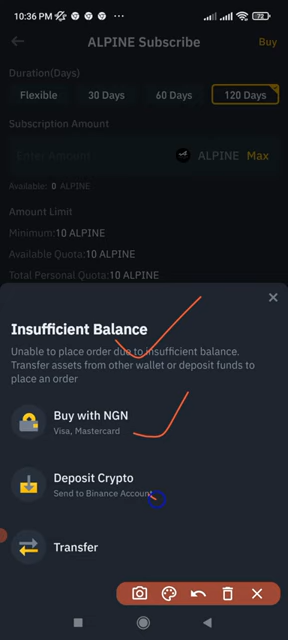 10:36 PM
72
ALPINE Subscribe
Buy
Duration(Days)
Flexible
30 Days
60 Days
120 Days
Subscription Amount
Enter Amount
ALPINE
Max
Available: 0 ALPINE
Amount Limit
Minimum:10 ALPINE
Available Quota:10 ALPINE
Total Personal Quota:10 ALPINE
Insufficient Balance
Unable to place order due to insufficient balance.
Transfer assets from other wallet or deposit funds to
place an order
Buy with NGN
Visa, Mastercard
Deposit Crypto
Send to Binance Account
Transfer